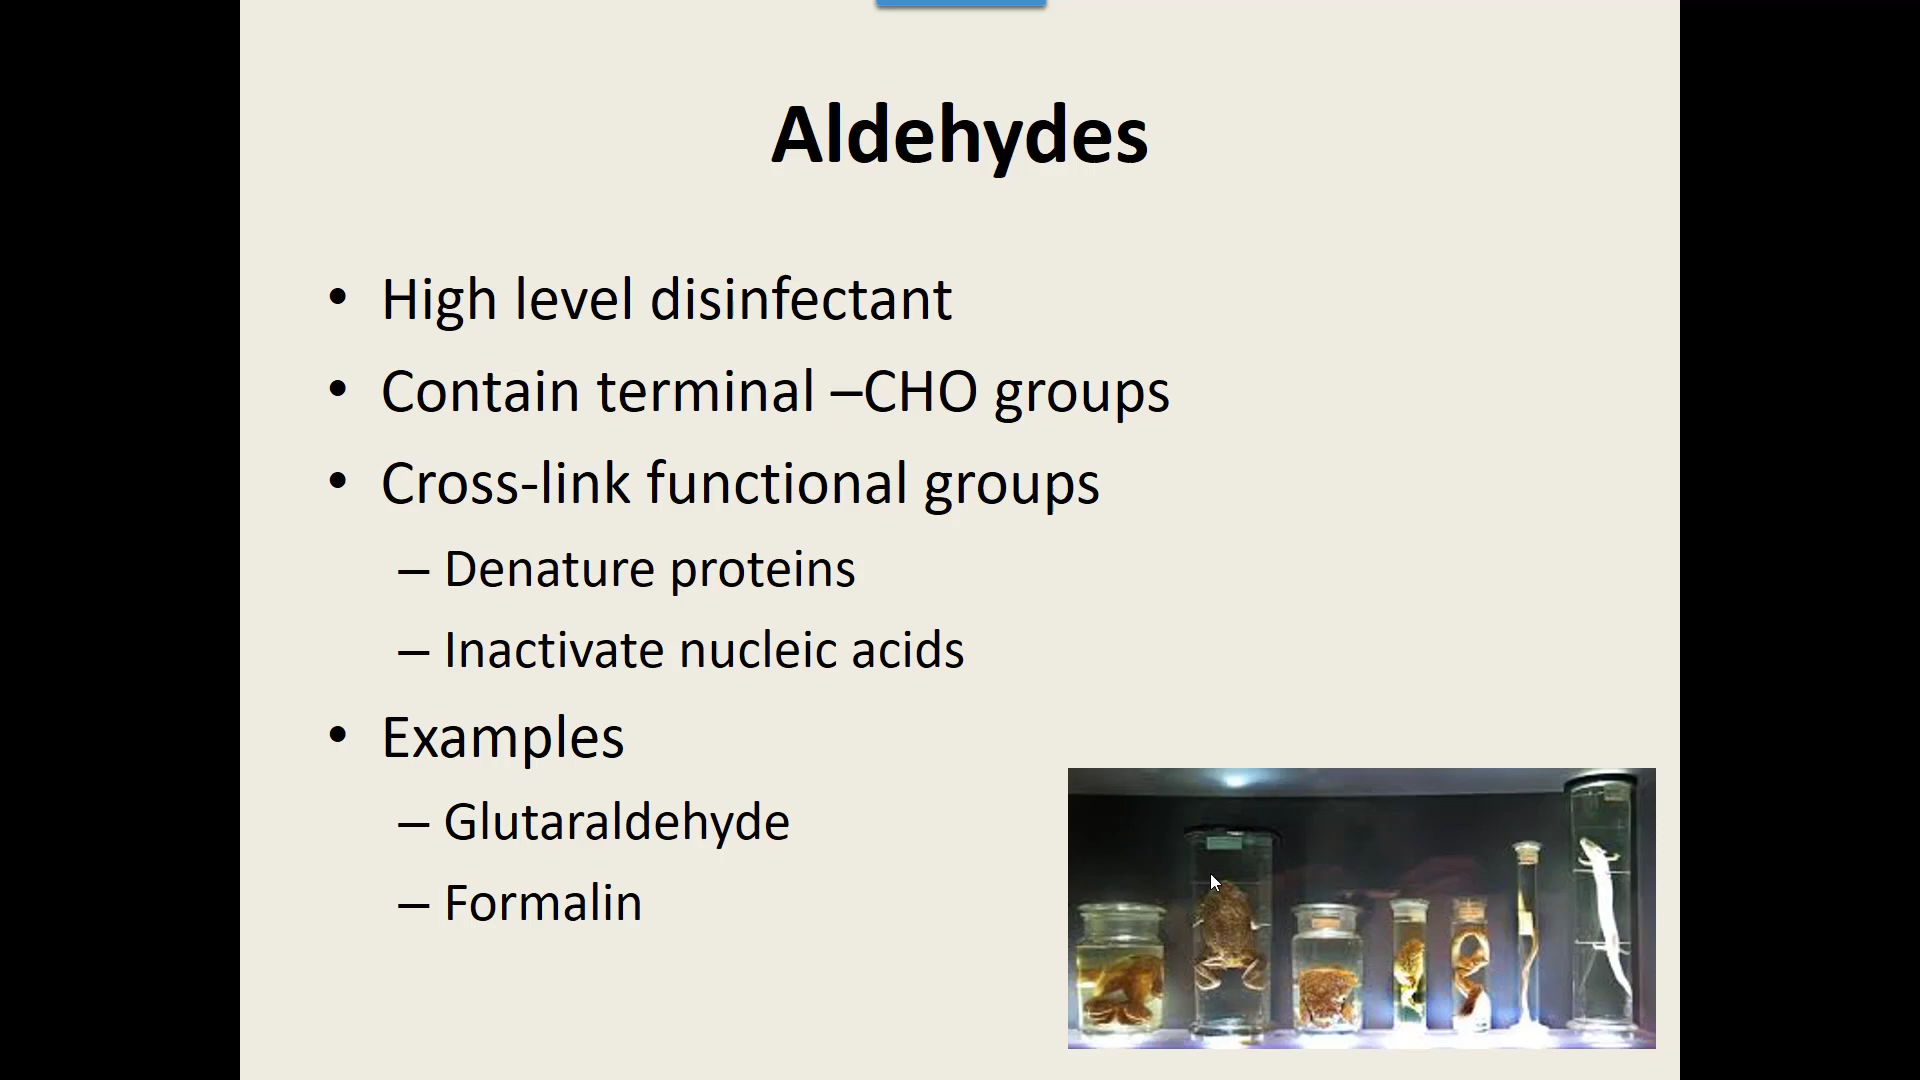 Aldehydes
• High level disinfectant
• Contain terminal –CHO groups
• Cross-link functional groups
– Denature proteins
– Inactivate nucleic acids
• Examples
– Glutaraldehyde
– Formalin